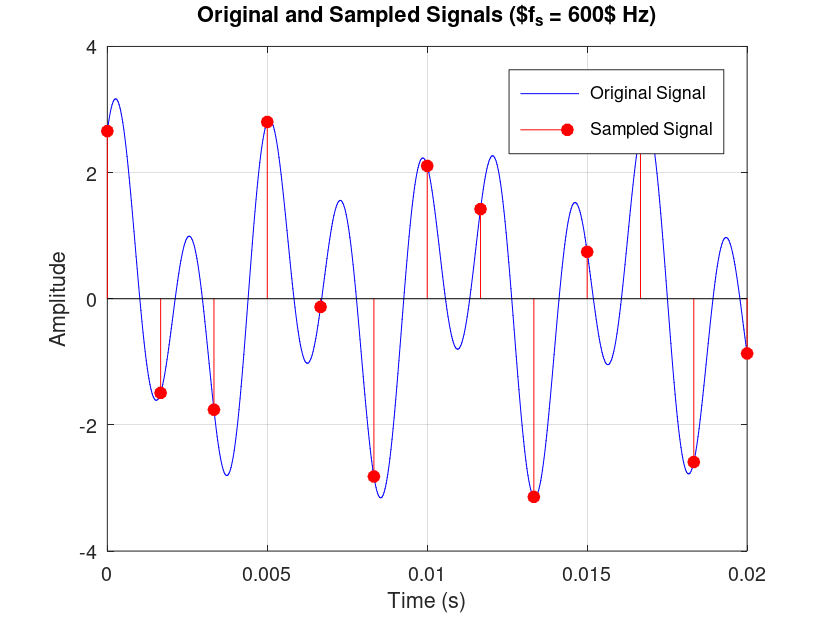 Original and Sampled Signals ($fs = 600$ Hz)
4
Original Signal
Sampled Signal
2
0
-2
-4
Amplitude
0
0.005
0.01
0.015
0.02
Time (s)